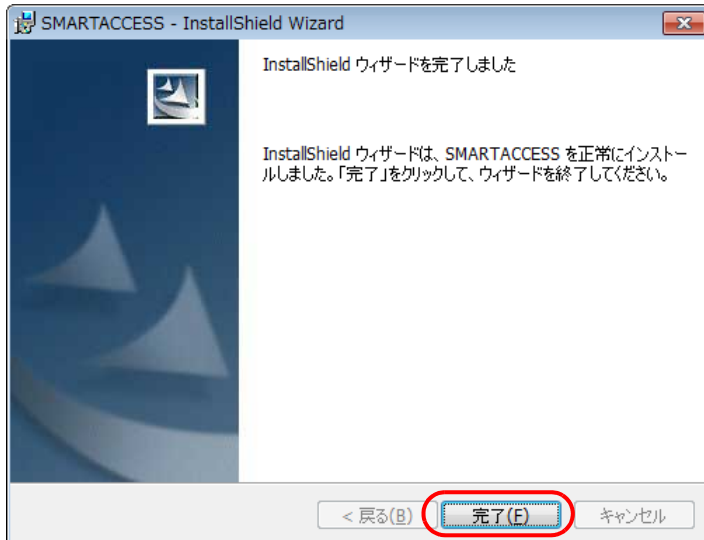 SMARTACCESS - InstallShield Wizard
InstallShield ウィザードを完了しました
InstallShield ウィザードは、SMARTACCESS を正常にインストー
ルしました。「完了」をクリックして、ウィザードを終了してください。
< 戻る(B) 完了(F) キャンセル